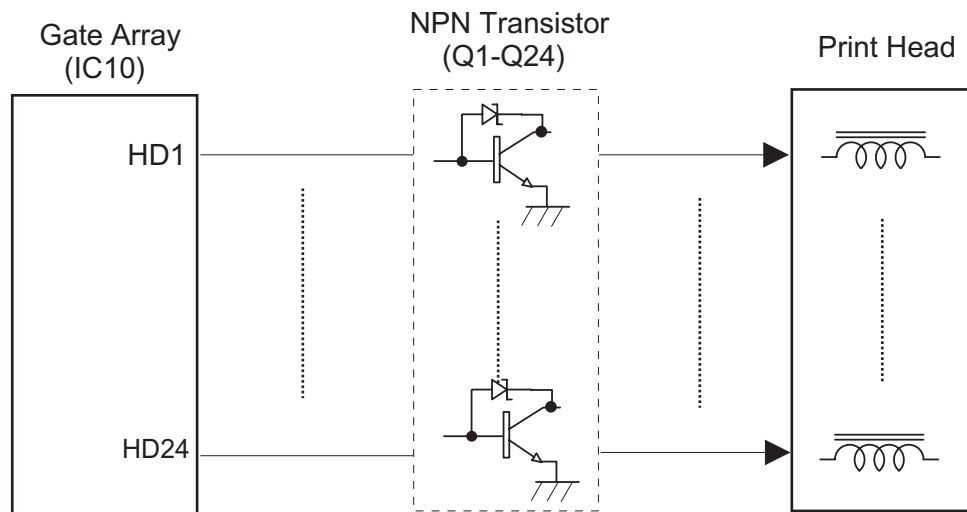 Gate Array
(IC10)
NPN Transistor
(Q1-Q24)
Print Head
HD1
HD24